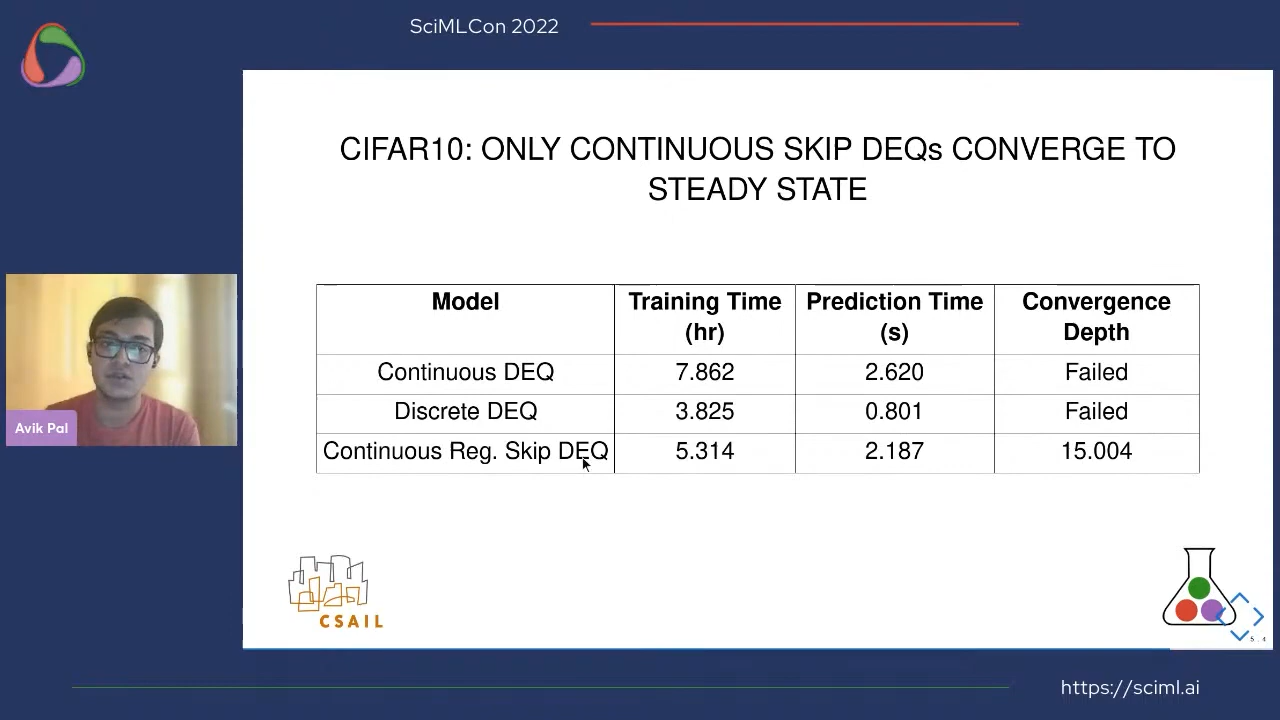 SciMLCon 2022
CIFAR10: ONLY CONTINUOUS SKIP DEQs CONVERGE TO
STEADY STATE
Model Training Time (hr) Prediction Time (s) Convergence Depth
Continuous DEQ 7.862 2.620 Failed
Discrete DEQ 3.825 0.801 Failed
Continuous Reg. Skip DEQ 5.314 2.187 15.004
Avik Pal
CSAIL
5.4
https://sciml.ai